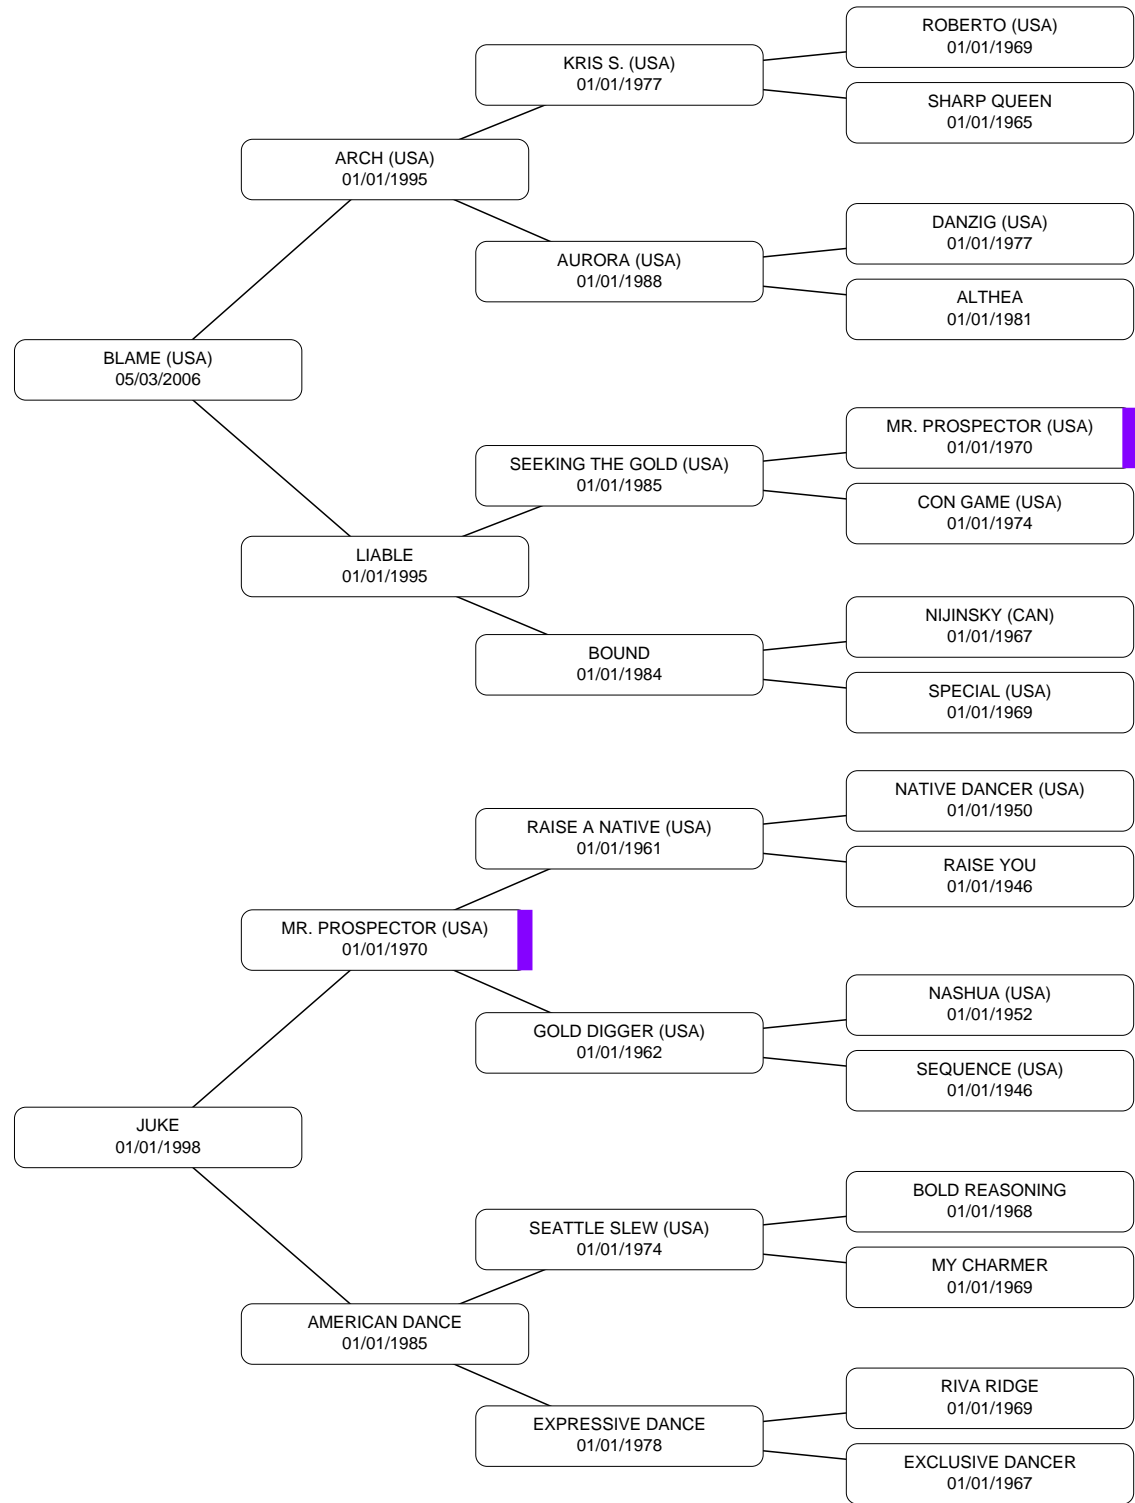 ROBERTO (USA)
01/01/1969
KRIS S. (USA)
01/01/1977
SHARP QUEEN
01/01/1965
ARCH (USA)
01/01/1995
DANZIG (USA)
01/01/1977
AURORA (USA)
01/01/1988
ALTHEA
01/01/1981
BLAME (USA)
05/03/2006
MR. PROSPECTOR (USA)
01/01/1970
SEEKING THE GOLD (USA)
01/01/1985
CON GAME (USA)
01/01/1974
LIABLE
01/01/1995
NIJINSKY (CAN)
01/01/1967
BOUND
01/01/1984
SPECIAL (USA)
01/01/1969
NATIVE DANCER (USA)
01/01/1950
RAISE A NATIVE (USA)
01/01/1961
RAISE YOU
01/01/1946
MR. PROSPECTOR (USA)
01/01/1970
NASHUA (USA)
01/01/1952
GOLD DIGGER (USA)
01/01/1962
SEQUENCE (USA)
01/01/1946
JUKE
01/01/1998
BOLD REASONING
01/01/1968
SEATTLE SLEW (USA)
01/01/1974
MY CHARMER
01/01/1969
AMERICAN DANCE
01/01/1985
RIVA RIDGE
01/01/1969
EXPRESSIVE DANCE
01/01/1978
EXCLUSIVE DANCER
01/01/1967